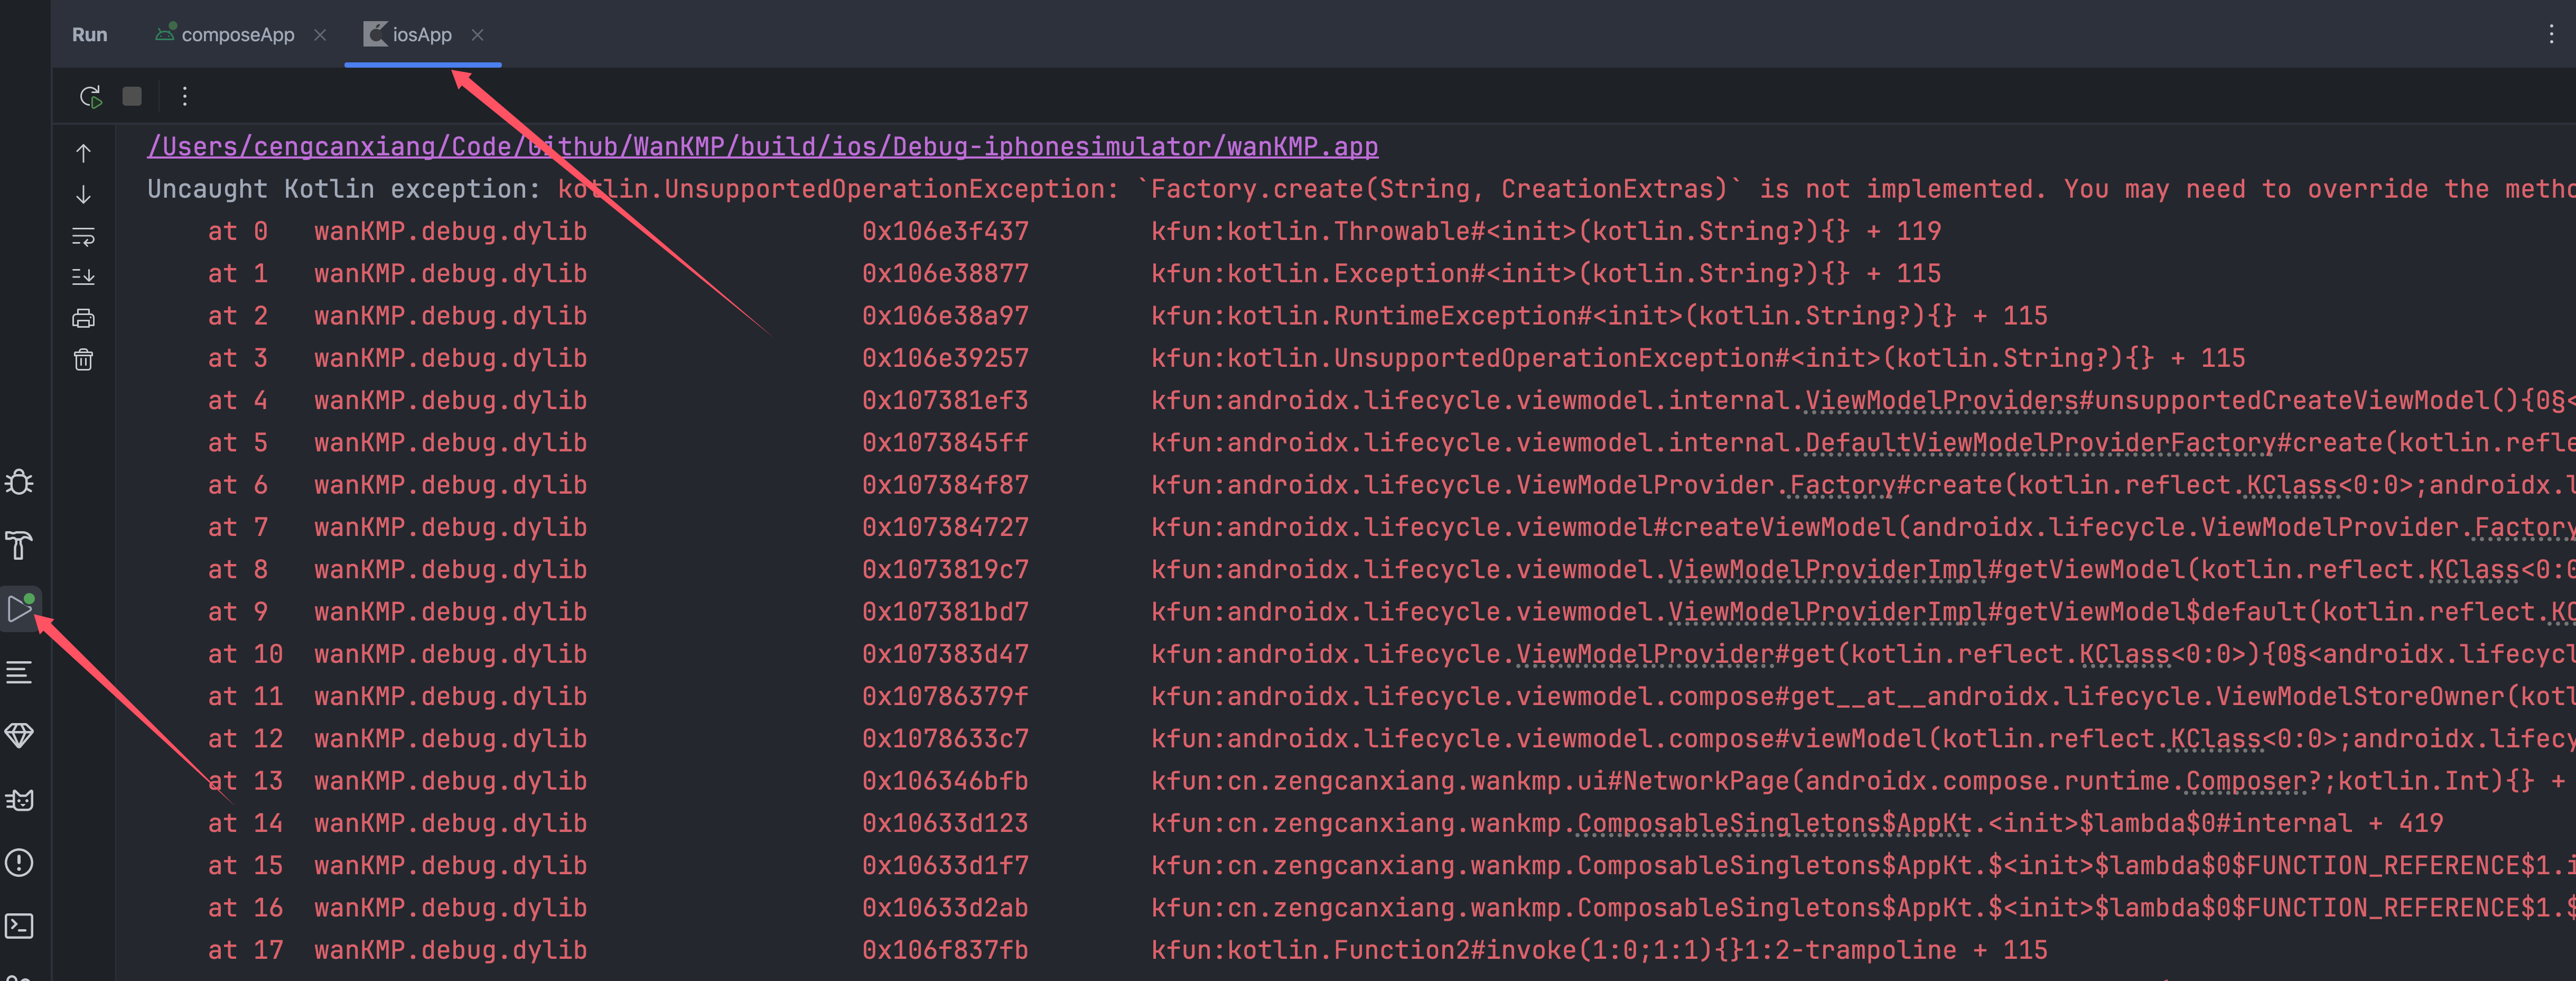 Run composeApp iosApp
/Users/cengcanxiang/Code/Github/WanKMP/build/ios/Debug-iphonesimulator/wanKMP.app
Uncaught Kotlin exception: kotlin.UnsupportedOperationException: `Factory.create(String, CreationExtras)` is not implemented. You may need to override the metho
at 0 wanKMP.debug.dylib 0x106e3f437 kfun:kotlin.Throwable#<init>(kotlin.String?){} + 119
at 1 wanKMP.debug.dylib 0x106e38877 kfun:kotlin.Exception#<init>(kotlin.String?){} + 115
at 2 wanKMP.debug.dylib 0x106e38a97 kfun:kotlin.RuntimeException#<init>(kotlin.String?){} + 115
at 3 wanKMP.debug.dylib 0x106e39257 kfun:kotlin.UnsupportedOperationException#<init>(kotlin.String?){} + 115
at 4 wanKMP.debug.dylib 0x107381ef3 kfun:androidx.lifecycle.viewmodel.internal.ViewModelProviders#unsupportedCreateViewModel(){0§<
at 5 wanKMP.debug.dylib 0x1073845ff kfun:androidx.lifecycle.viewmodel.internal.DefaultViewModelProviderFactory#create(kotlin.refle
at 6 wanKMP.debug.dylib 0x107384f87 kfun:androidx.lifecycle.ViewModelProvider.Factory#create(kotlin.reflect.KClass<0:0>;androidx.l
at 7 wanKMP.debug.dylib 0x107384727 kfun:androidx.lifecycle.viewmodel#createViewModel(androidx.lifecycle.ViewModelProvider.Factory
at 8 wanKMP.debug.dylib 0x1073819c7 kfun:androidx.lifecycle.viewmodel.ViewModelProviderImpl#getViewModel(kotlin.reflect.KClass<0:0
at 9 wanKMP.debug.dylib 0x107381bd7 kfun:androidx.lifecycle.viewmodel.ViewModelProviderImpl#getViewModel$default(kotlin.reflect.KC
at 10 wanKMP.debug.dylib 0x107383d47 kfun:androidx.lifecycle.ViewModelProvider#get(kotlin.reflect.KClass<0:0>){0§<androidx.lifecycl
at 11 wanKMP.debug.dylib 0x10786379f kfun:androidx.lifecycle.viewmodel.compose#get__at__androidx.lifecycle.ViewModelStoreOwner(kotl
at 12 wanKMP.debug.dylib 0x1078633c7 kfun:androidx.lifecycle.viewmodel.compose#viewModel(kotlin.reflect.KClass<0:0>;androidx.lifecy
at 13 wanKMP.debug.dylib 0x106346bfb kfun:cn.zengcanxiang.wankmp.ui#NetworkPage(androidx.compose.runtime.Composer?;kotlin.Int){} +
at 14 wanKMP.debug.dylib 0x10633d123 kfun:cn.zengcanxiang.wankmp.ComposableSingletons$AppKt.<init>$lambda$0#internal + 419
at 15 wanKMP.debug.dylib 0x10633d1f7 kfun:cn.zengcanxiang.wankmp.ComposableSingletons$AppKt.$<init>$lambda$0$FUNCTION_REFERENCE$1.i
at 16 wanKMP.debug.dylib 0x10633d2ab kfun:cn.zengcanxiang.wankmp.ComposableSingletons$AppKt.$<init>$lambda$0$FUNCTION_REFERENCE$1.$
at 17 wanKMP.debug.dylib 0x106f837fb kfun:kotlin.Function2#invoke(1:0;1:1){}1:2-trampoline + 115